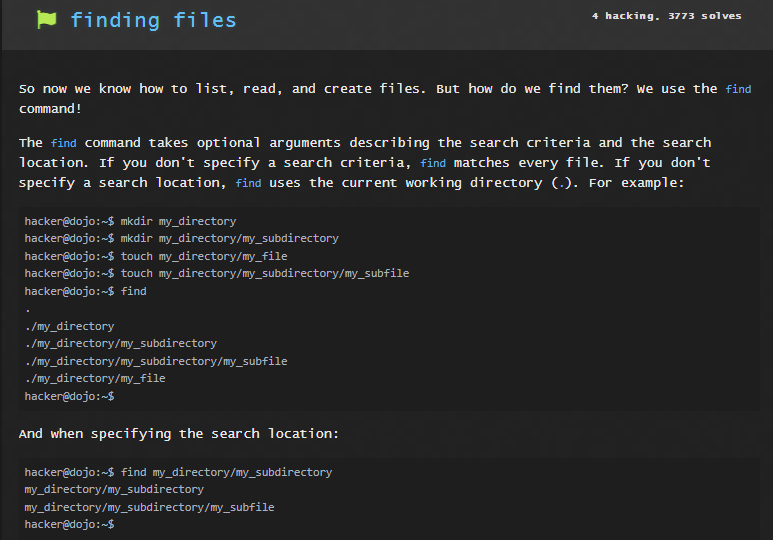 finding files
4 hacking, 3773 solves
So now we know how to list, read, and create files. But how do we find them? We use the find
command!
The find command takes optional arguments describing the search criteria and the search
location. If you don't specify a search criteria, find matches every file. If you don't
specify a search location, find uses the current working directory (.). For example:
hacker@dojo:~$ mkdir my_directory
hacker@dojo:~$ mkdir my_directory/my_subdirectory
hacker@dojo:~$ touch my_directory/my_file
hacker@dojo:~$ touch my_directory/my_subdirectory/my_subfile
hacker@dojo:~$ find
.
./my_directory
./my_directory/my_subdirectory
./my_directory/my_subdirectory/my_subfile
./my_directory/my_file
hacker@dojo:~$
And when specifying the search location:
hacker@dojo:~$ find my_directory/my_subdirectory
my_directory/my_subdirectory
my_directory/my_subdirectory/my_subfile
hacker@dojo:~$